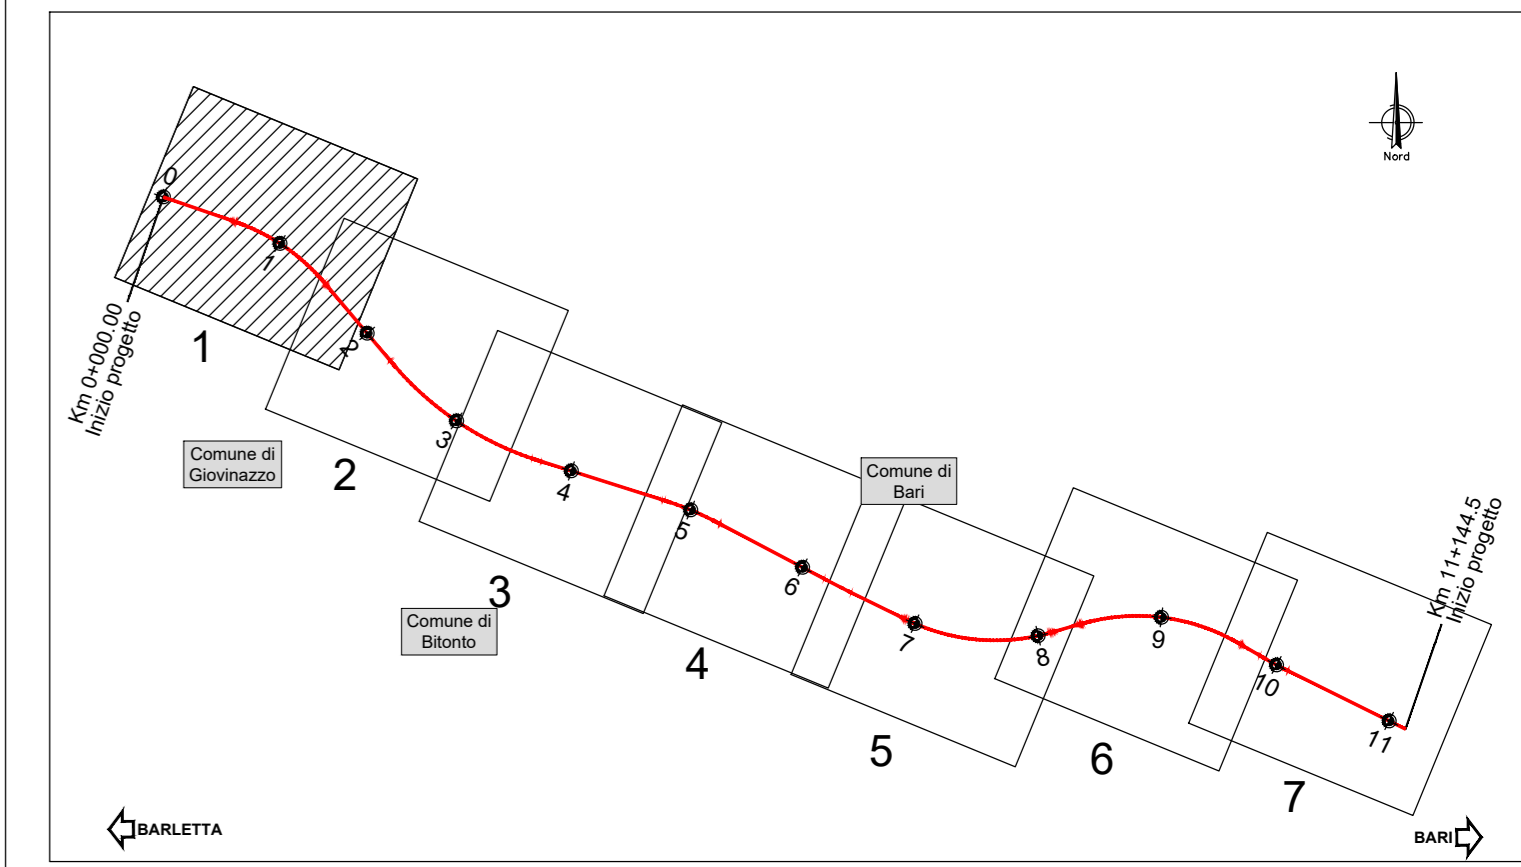 Nord
0
1
2
3
4
5
6
7
8
9
10
11
Km 0+000.00
Inizio progetto
1
2
3
4
5
6
7
Comune di
Giovinazzo
Comune di
Bitonto
Comune di
Bari
Km 11+144.5
Inizio progetto
BARLETTA
BARI